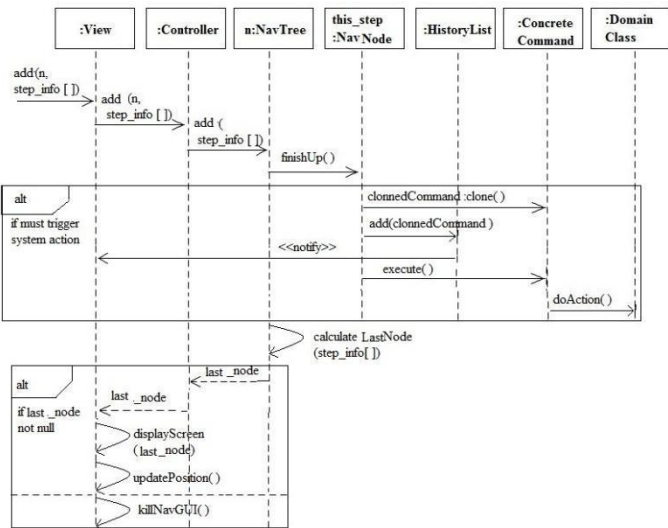 :View
:Controller
n:NavTree
this_step
:Nav Node
:HistoryList
:Concrete
Command
:Domain
Class
add(n,
step_info [ ])
add (n,
step_info [ ])
add (
step_info [ ])
finishUp( )
alt
if must trigger
system action
clonnedCommand :clone( )
add(clonnedCommand )
<<notify>>
execute( )
doAction( )
calculate LastNode
(step_info[ ])
alt
if last ._node
not null
last _node
last ._node
displayScreen
(last_node)
updatePosition( )
killNavGUI( )